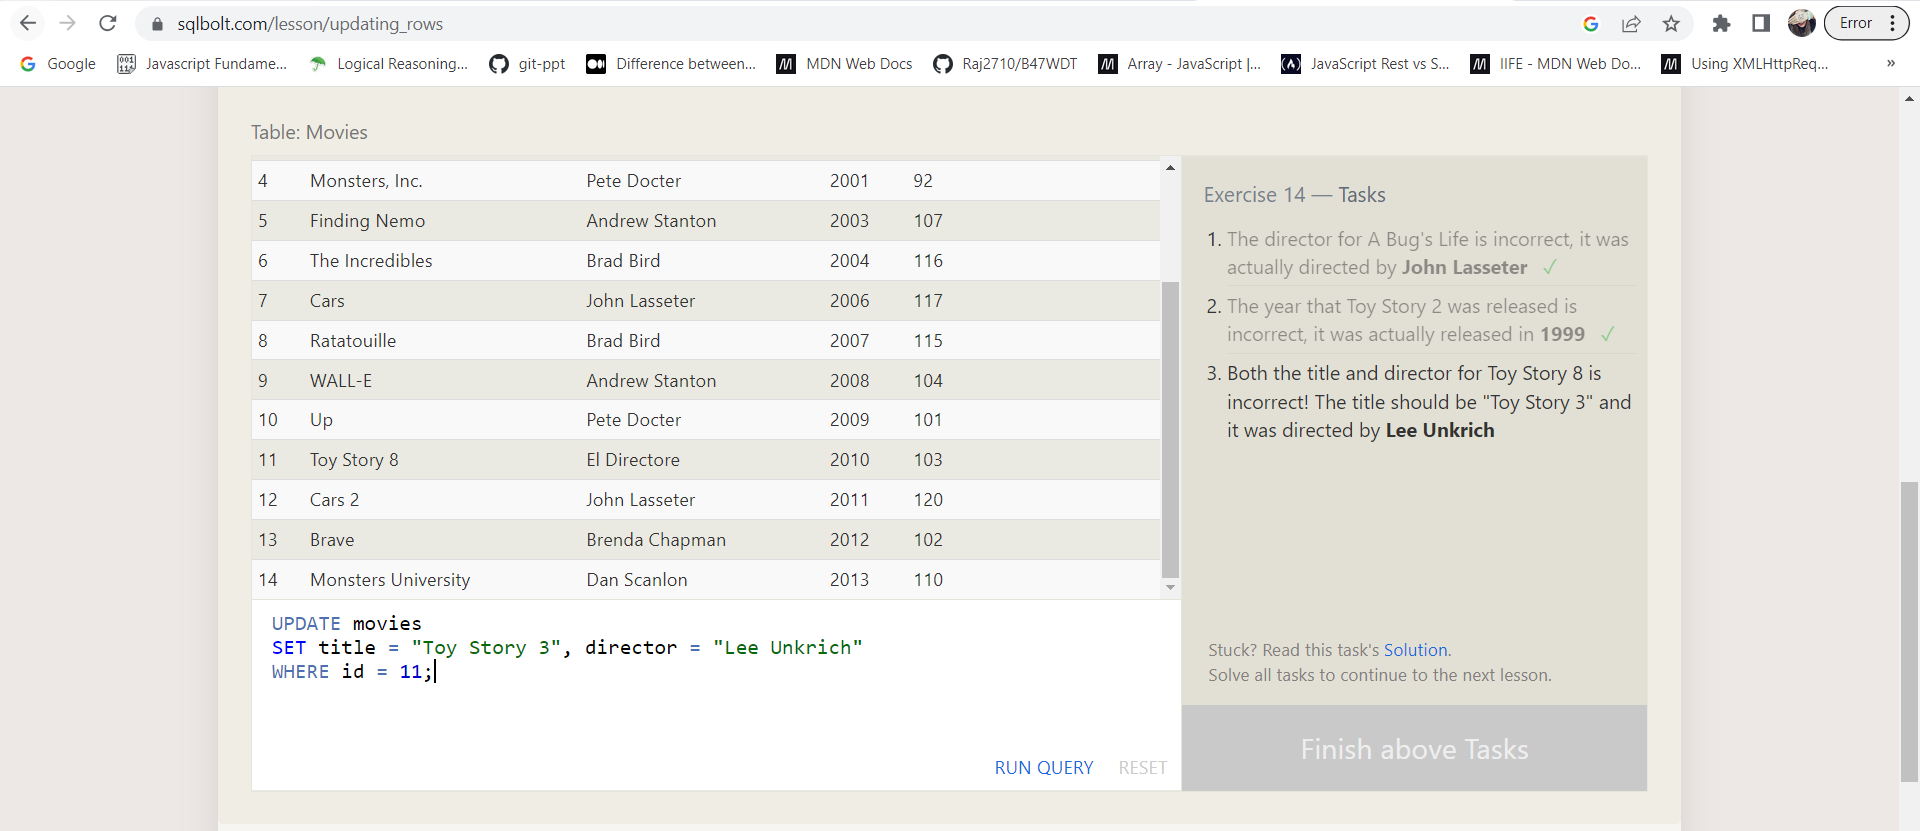 sqlbolt.com/lesson/updating_rows
Error
Google
Javascript Fundame...
Logical Reasoning...
git-ppt
Difference between...
MDN Web Docs
Raj2710/B47WDT
Array - JavaScript |...
JavaScript Rest vs S...
IIFE - MDN Web Do...
Using XMLHttpReq...
»
Table: Movies
4 Monsters, Inc. Pete Docter 2001 92
5 Finding Nemo Andrew Stanton 2003 107
6 The Incredibles Brad Bird 2004 116
7 Cars John Lasseter 2006 117
8 Ratatouille Brad Bird 2007 115
9 WALL-E Andrew Stanton 2008 104
10 Up Pete Docter 2009 101
11 Toy Story 8 El Directore 2010 103
12 Cars 2 John Lasseter 2011 120
13 Brave Brenda Chapman 2012 102
14 Monsters University Dan Scanlon 2013 110
UPDATE movies
SET title = "Toy Story 3", director = "Lee Unkrich"
WHERE id = 11;
RUN QUERY RESET
Exercise 14 — Tasks
1. The director for A Bug's Life is incorrect, it was
actually directed by John Lasseter ✓
2. The year that Toy Story 2 was released is
incorrect, it was actually released in 1999 ✓
3. Both the title and director for Toy Story 8 is
incorrect! The title should be "Toy Story 3" and
it was directed by Lee Unkrich
Stuck? Read this task's Solution.
Solve all tasks to continue to the next lesson.
Finish above Tasks